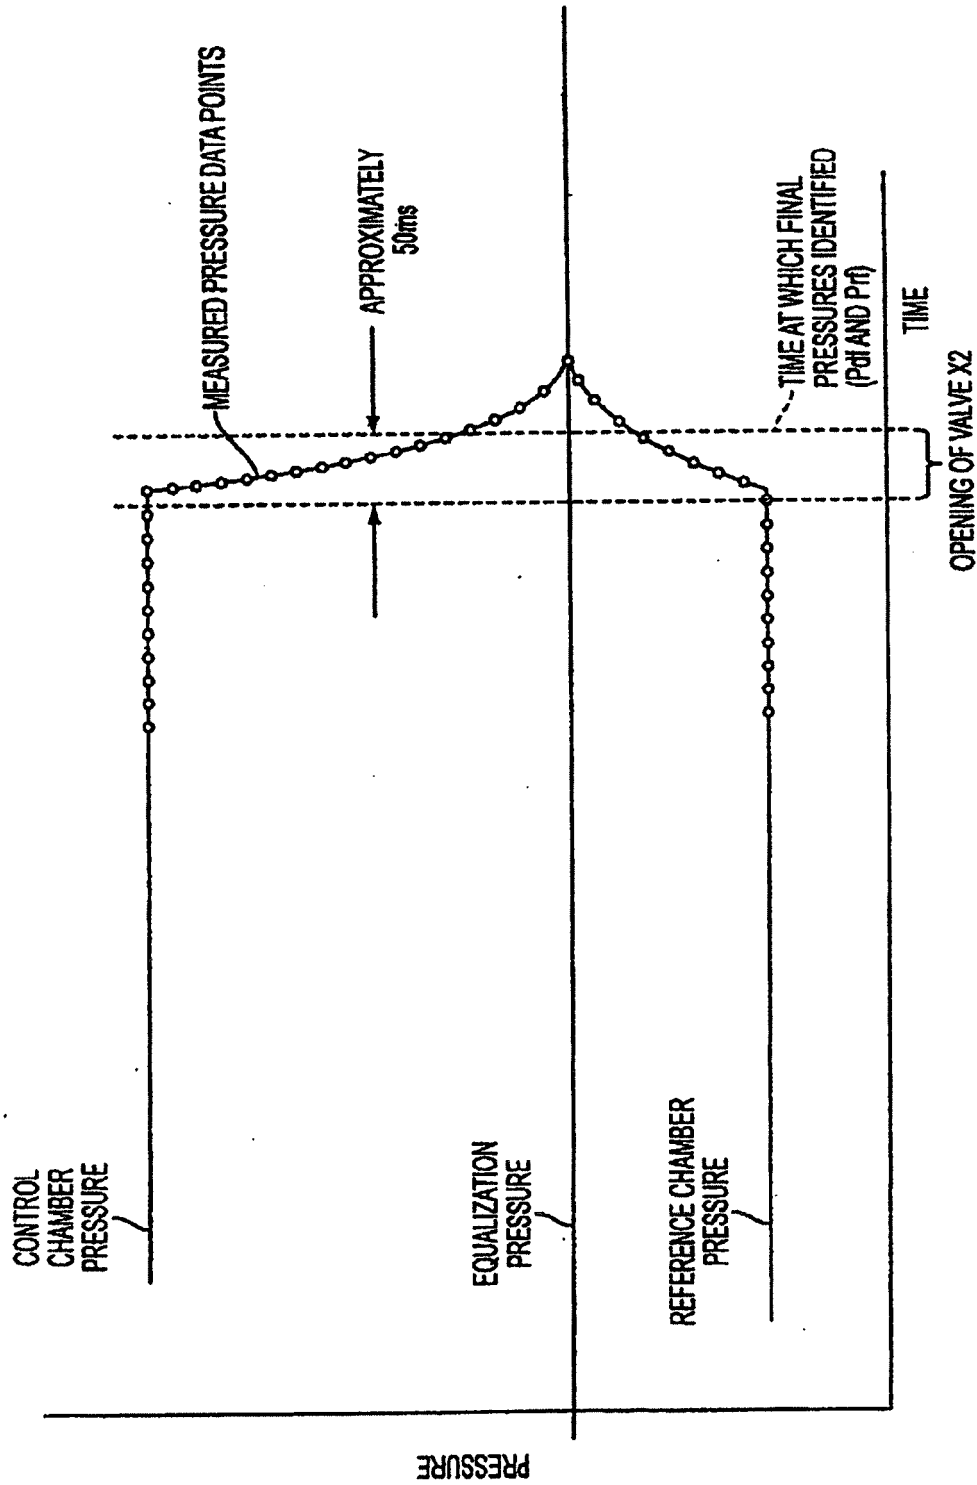 CONTROL
CHAMBER
PRESSURE
MEASURED PRESSURE DATA POINTS
APPROXIMATELY
50ms
EQUALIZATION
PRESSURE
REFERENCE CHAMBER
PRESSURE
TIME AT WHICH FINAL
PRESSURES IDENTIFIED
(Pdf AND Prf)
TIME
OPENING OF VALVE X2
PRESSURE